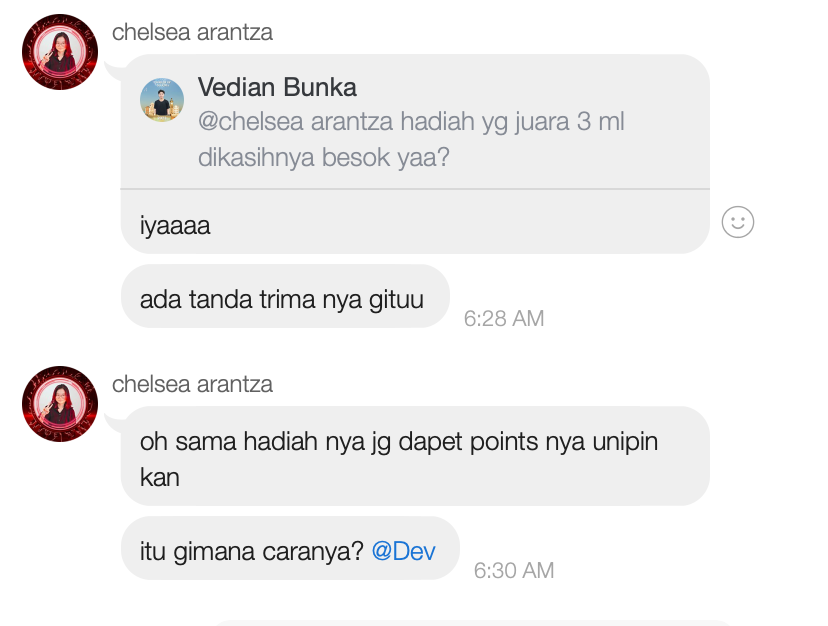 chelsea arantza
Vedian Bunka
@chelsea arantza hadiah yg juara 3 ml
dikasihnya besok yaa?
iyaaaa
ada tanda trima nya gituu
6:28 AM
chelsea arantza
oh sama hadiah nya jg dapet points nya unipin
kan
itu gimana caranya? @Dev
6:30 AM